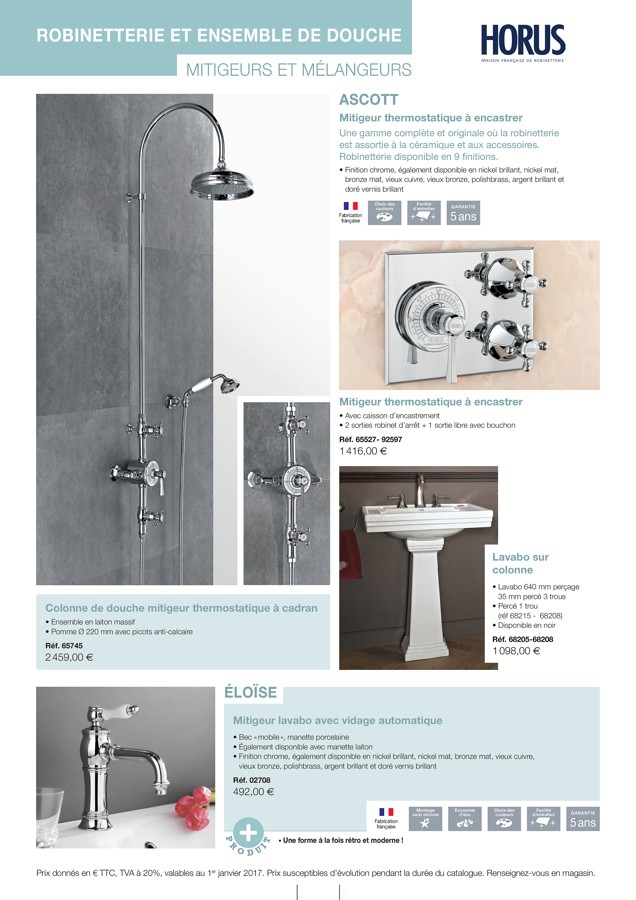 ROBINETTERIE ET ENSEMBLE DE DOUCHE
HORUS
MAISON FRANÇAISE DE ROBINETTERIE
MITIGEURS ET MÉLANGEURS
ASCOTT
Mitigeur thermostatique à encastrer
Une gamme complète et originale où la robinetterie
est assortie à la céramique et aux accessoires.
Robinetterie disponible en 9 finitions.
• Finition chrome, également disponible en nickel brillant, nickel mat,
bronze mat, vieux cuivre, vieux bronze, polishbrass, argent brillant et
doré vernis brillant
Fabrication
française
Choix des
couleurs
Facilité
d'entretien
GARANTIE
5 ans
Mitigeur thermostatique à encastrer
• Avec caisson d'encastrement
• 2 sorties robinet d'arrêt + 1 sortie libre avec bouchon
Réf. 65527- 92597
1 416,00 €
Lavabo sur
colonne
• Lavabo 640 mm perçage
35 mm percé 3 trous
• Percé 1 trou
(réf 68215 - 68208)
• Disponible en noir
Réf. 68205-68208
1 098,00 €
Colonne de douche mitigeur thermostatique à cadran
• Ensemble en laiton massif
• Pomme Ø 220 mm avec picots anti-calcaire
Réf. 65745
2 459,00 €
ÉLOÏSE
Mitigeur lavabo avec vidage automatique
• Bec « mobile », manette porcelaine
• Également disponible avec manette laiton
• Finition chrome, également disponible en nickel brillant, nickel mat, bronze mat, vieux cuivre,
vieux bronze, polishbrass, argent brillant et doré vernis brillant
Réf. 02708
492,00 €
Fabrication
française
Montage
sans silicone
Économie
d'eau
Choix des
couleurs
Facilité
d'entretien
GARANTIE
5 ans
+
PRODUIT
• Une forme à la fois rétro et moderne !
Prix donnés en € TTC, TVA à 20%, valables au 1er janvier 2017. Prix susceptibles d'évolution pendant la durée du catalogue. Renseignez-vous en magasin.